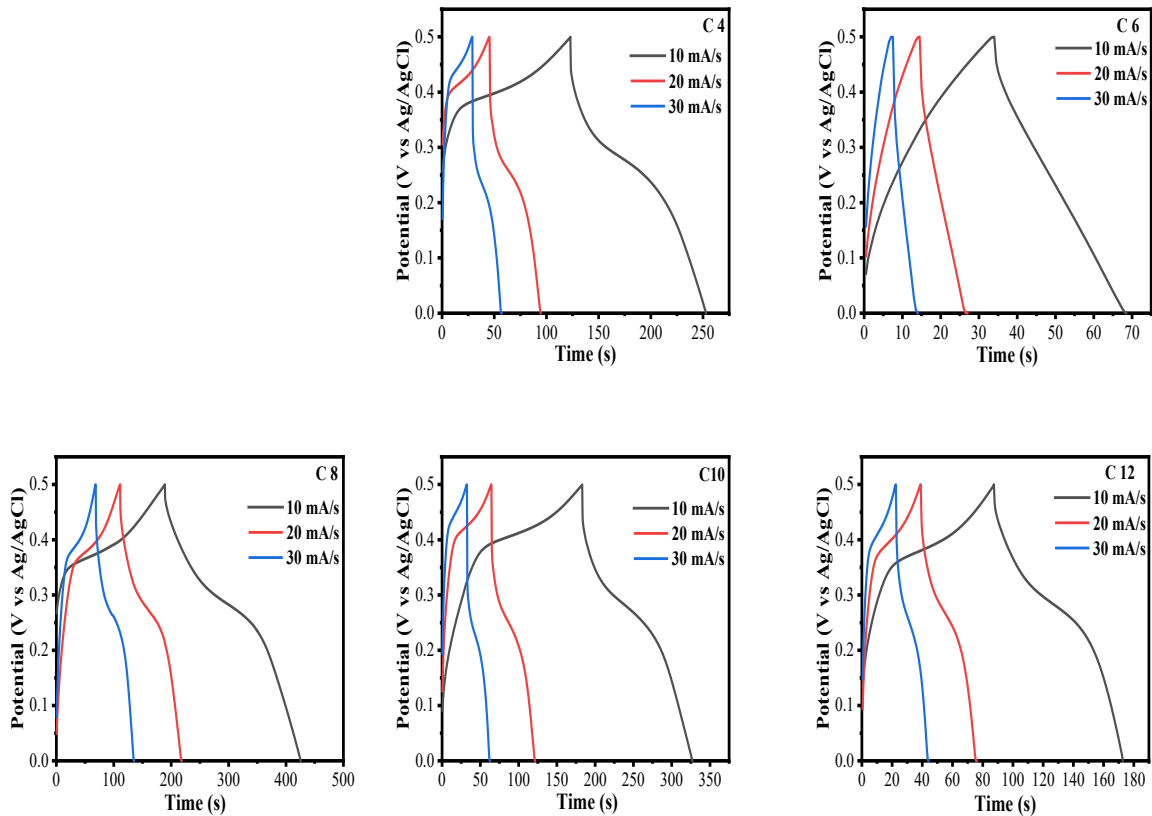 C 4
10 mA/s
20 mA/s
30 mA/s
Potential (V vs Ag/AgCl)
0.5
0.4
0.3
0.2
0.1
0.0
0 50 100 150 200 250
Time (s)
C 6
10 mA/s
20 mA/s
30 mA/s
Potential (V vs Ag/AgCl)
0.5
0.4
0.3
0.2
0.1
0.0
0 10 20 30 40 50 60 70
Time (s)
C 8
10 mA/s
20 mA/s
30 mA/s
Potential (V vs Ag/AgCl)
0.5
0.4
0.3
0.2
0.1
0.0
0 100 200 300 400 500
Time (s)
C10
10 mA/s
20 mA/s
30 mA/s
Potential (V vs Ag/AgCl)
0.5
0.4
0.3
0.2
0.1
0.0
0 50 100 150 200 250 300 350
Time (s)
C 12
10 mA/s
20 mA/s
30 mA/s
Potential (V vs Ag/AgCl)
0.5
0.4
0.3
0.2
0.1
0.0
0 20 40 60 80 100 120 140 160 180
Time (s)